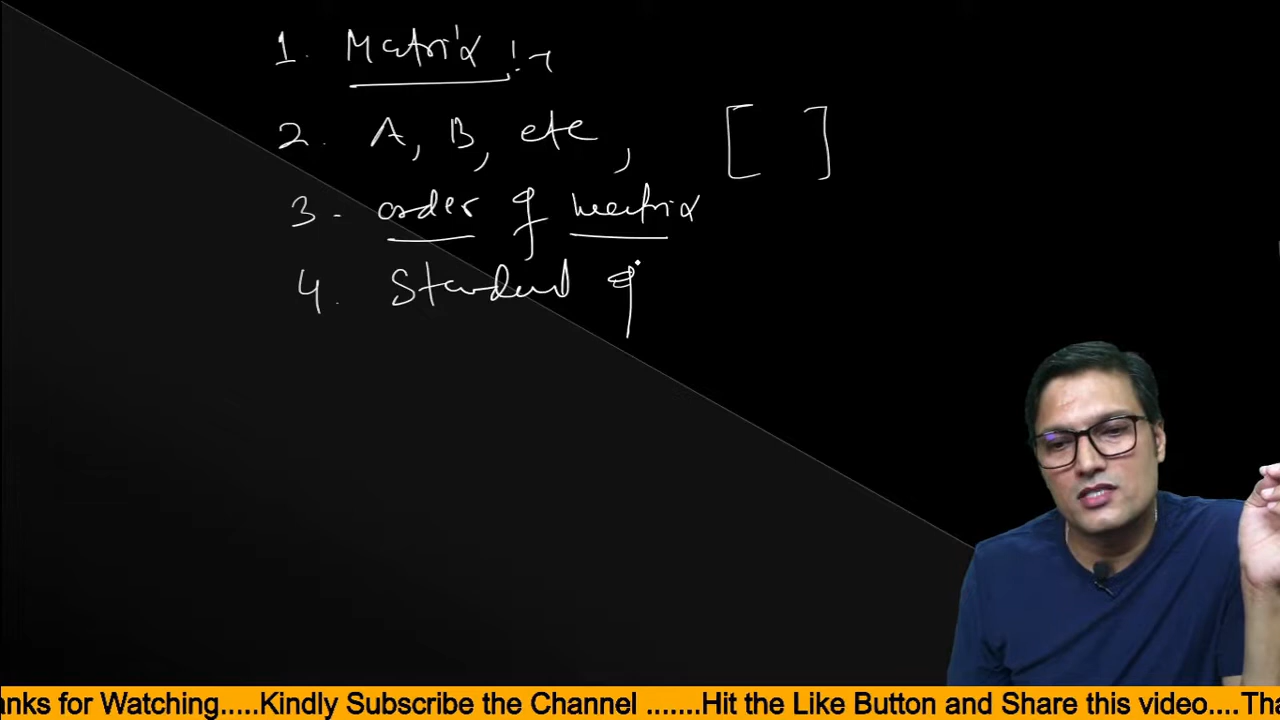 1. Matrix :-
2. A, B, etc, [ ]
3. order of matrix
4. Standard of
anks for Watching.....Kindly Subscribe the Channel .......Hit the Like Button and Share this video....Tha